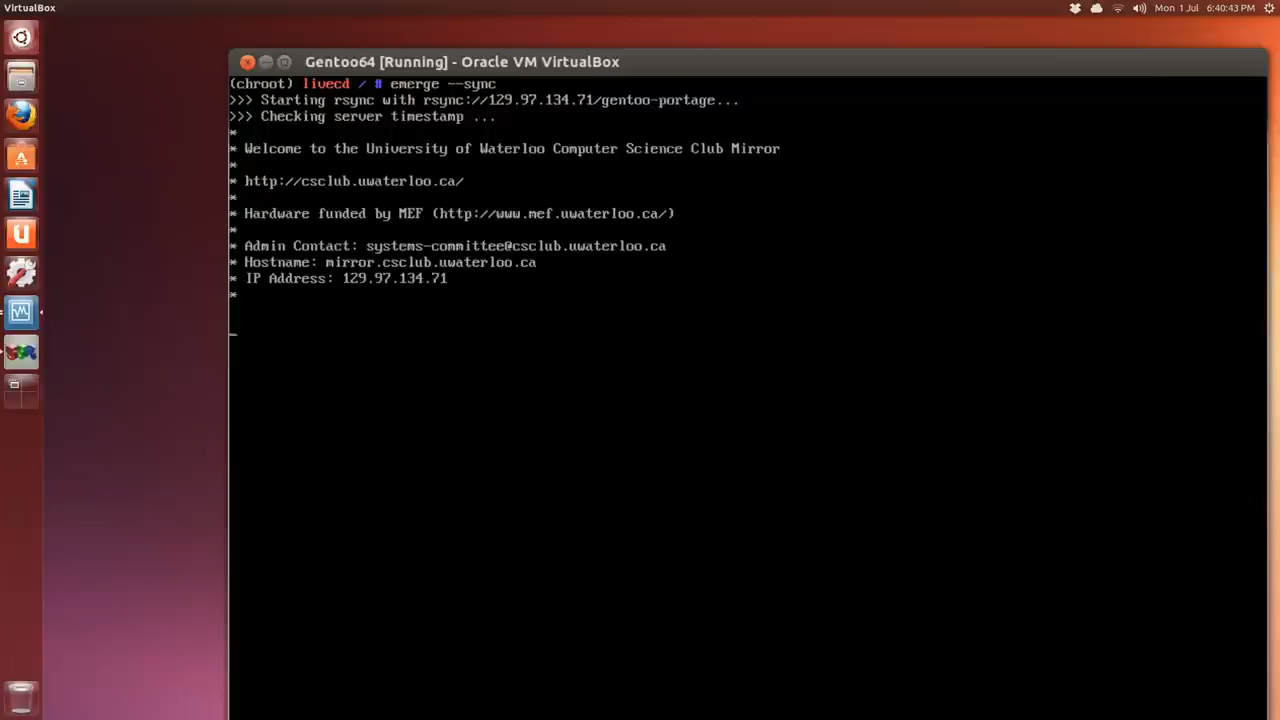 VirtualBox
Mon 1 Jul 6:40:43 PM
Gentoo64 [Running] - Oracle VM VirtualBox
(chroot) livecd / # emerge --sync
>>> Starting rsync with rsync://129.97.134.71/gentoo-portage...
>>> Checking server timestamp ...
*
* Welcome to the University of Waterloo Computer Science Club Mirror
*
* http://csclub.uwaterloo.ca/
*
* Hardware funded by MEF (http://www.mef.uwaterloo.ca/)
*
* Admin Contact: systems-committee@csclub.uwaterloo.ca
* Hostname: mirror.csclub.uwaterloo.ca
* IP Address: 129.97.134.71
*